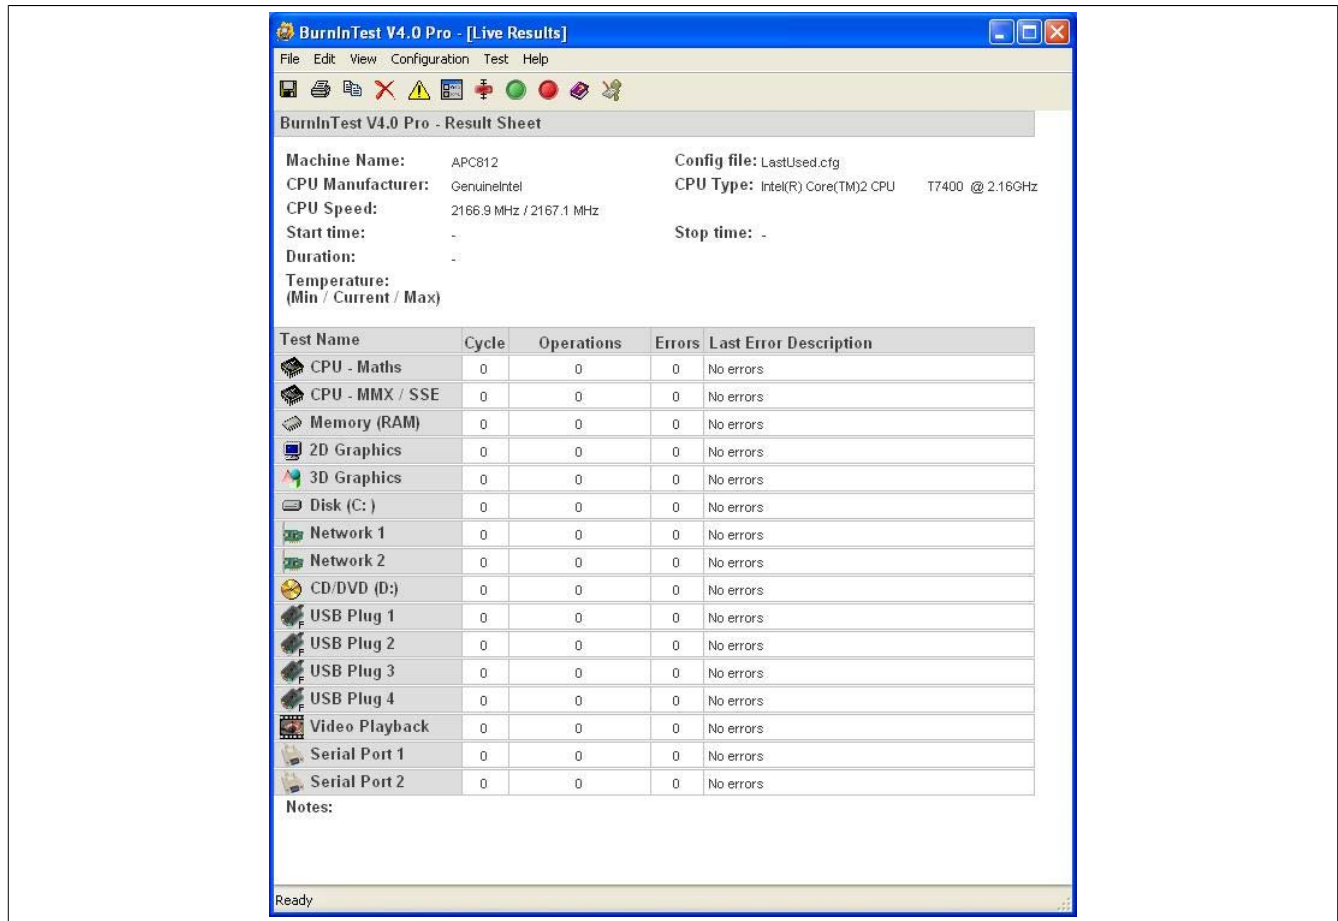 BurnInTest V4.0 Pro - [Live Results]
File Edit View Configuration Test Help
BurnInTest V4.0 Pro - Result Sheet
Machine Name: APC812 Config file: LastUsed.cfg
CPU Manufacturer: GenuineIntel CPU Type: Intel(R) Core(TM)2 CPU T7400 @ 2.16GHz
CPU Speed: 2166.9 MHz / 2167.1 MHz
Start time: - Stop time: -
Duration: -
Temperature:
(Min / Current / Max)
Test Name Cycle Operations Errors Last Error Description
CPU - Maths 0 0 0 No errors
CPU - MMX / SSE 0 0 0 No errors
Memory (RAM) 0 0 0 No errors
2D Graphics 0 0 0 No errors
3D Graphics 0 0 0 No errors
Disk (C: ) 0 0 0 No errors
Network 1 0 0 0 No errors
Network 2 0 0 0 No errors
CD/DVD (D:) 0 0 0 No errors
F USB Plug 1 0 0 0 No errors
F USB Plug 2 0 0 0 No errors
F USB Plug 3 0 0 0 No errors
F USB Plug 4 0 0 0 No errors
Video Playback 0 0 0 No errors
Serial Port 1 0 0 0 No errors
Serial Port 2 0 0 0 No errors
Notes:
Ready